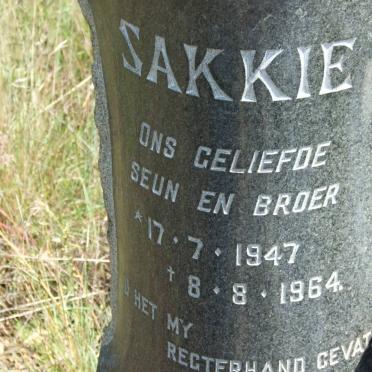 SAKKIE
ONS GELIEFDE
SEUN EN BROER
* 17·7·1947
† 8·8·1964.
HET MY
REGTERHAND GEVAT